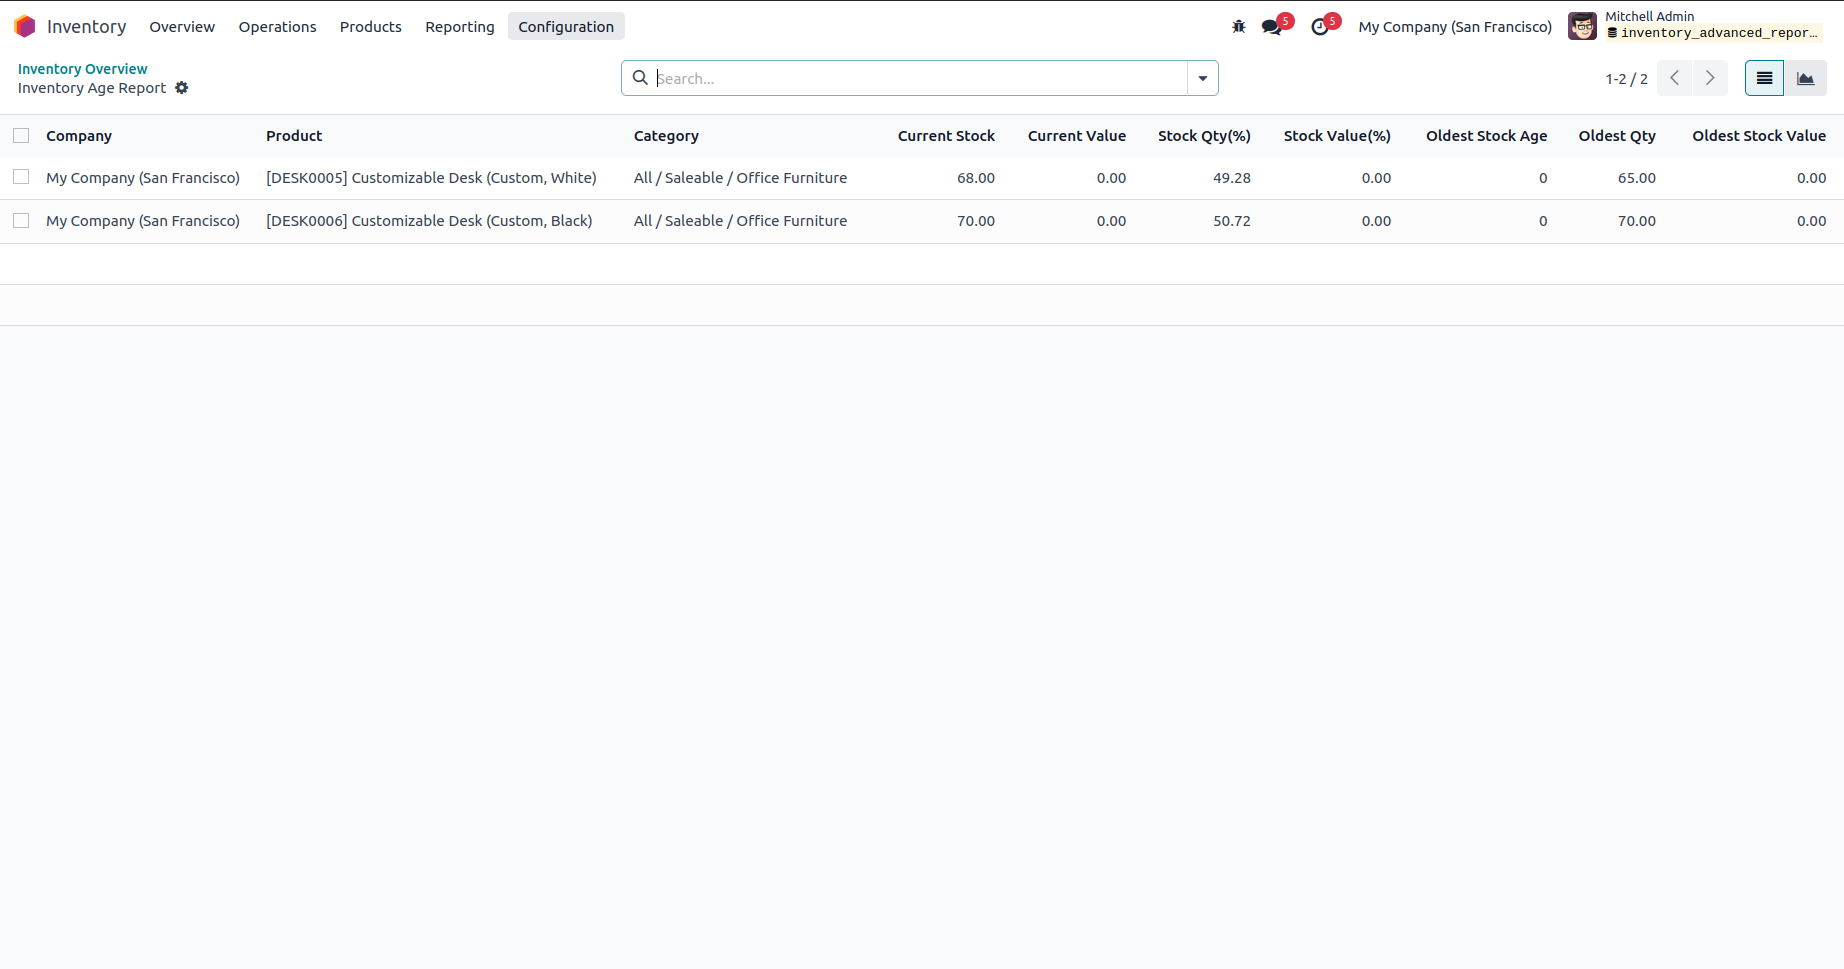 Inventory Overview Operations Products Reporting Configuration 5 5 My Company (San Francisco) Mitchell Admin
inventory_advanced_repor...
Inventory Overview
Inventory Age Report
Search...
1-2 / 2
Company Product Category Current Stock Current Value Stock Qty(%) Stock Value(%) Oldest Stock Age Oldest Qty Oldest Stock Value
My Company (San Francisco) [DESK0005] Customizable Desk (Custom, White) All / Saleable / Office Furniture 68.00 0.00 49.28 0.00 0 65.00 0.00
My Company (San Francisco) [DESK0006] Customizable Desk (Custom, Black) All / Saleable / Office Furniture 70.00 0.00 50.72 0.00 0 70.00 0.00